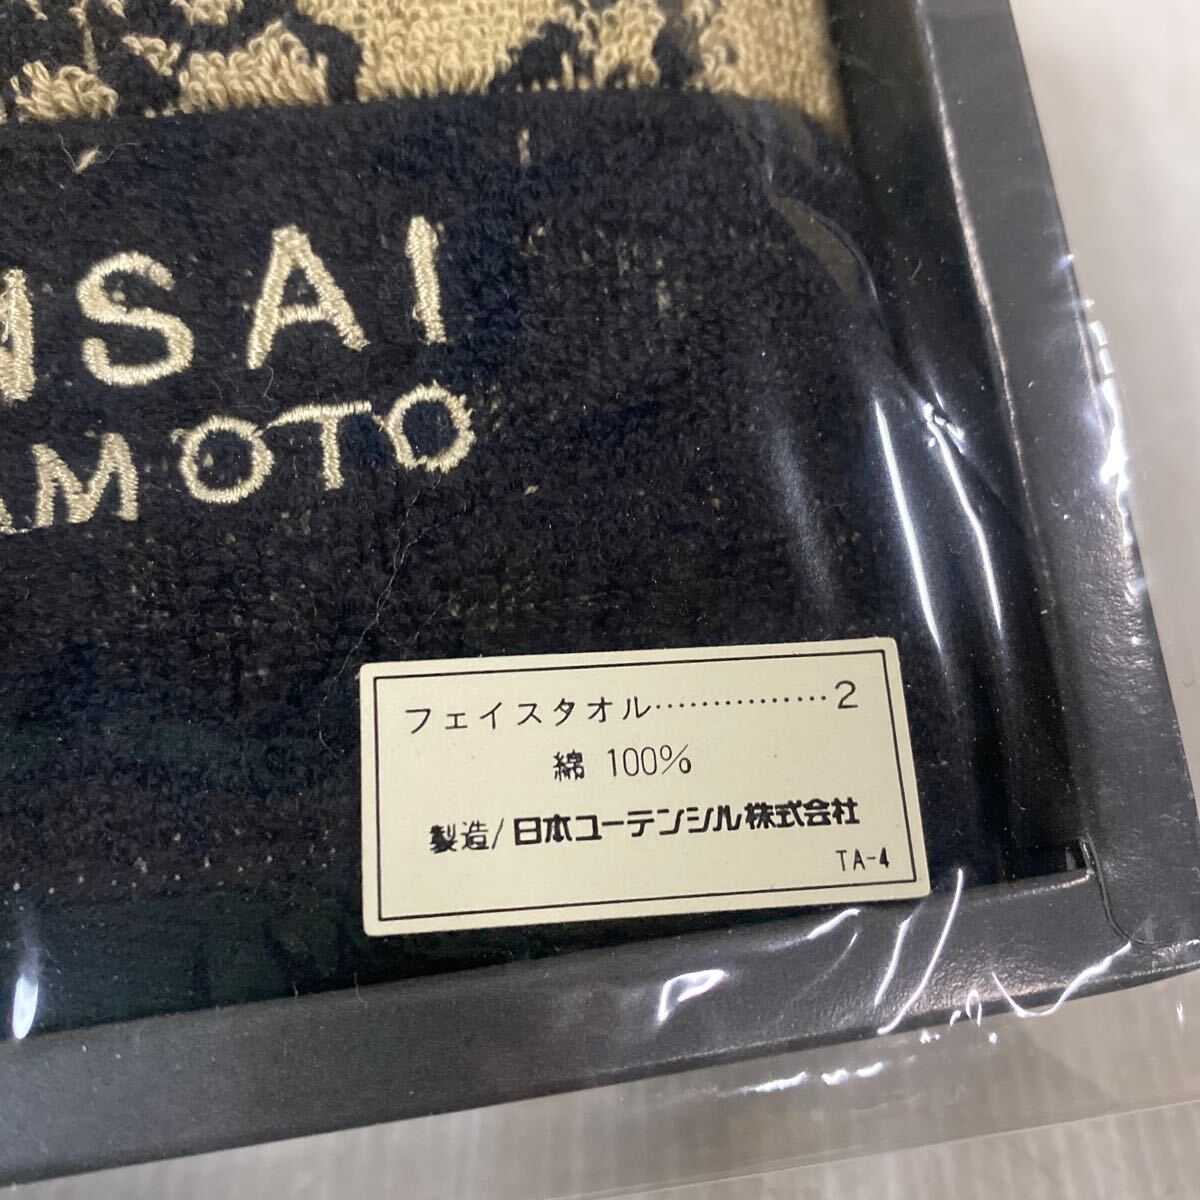 NSAI
AMOTO
フェイスタオル……………2
綿 100%
製造/日本ユーテンシル株式会社
TA-4